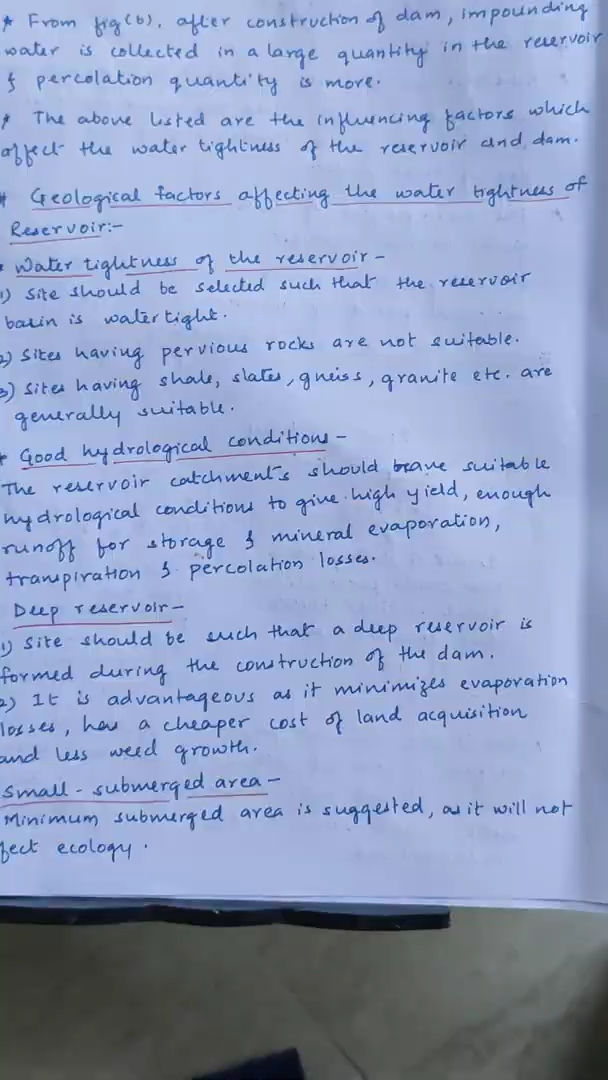 * From fig(b), after construction of dam, impounding
water is collected in a large quantity in the reservoir
& percolation quantity is more.
* The above listed are the influencing factors which
affect the water tightness of the reservoir and dam.
* Geological factors affecting the water tightness of
Reservoir:-
* Water tightness of the reservoir -
1) Site should be selected such that the reservoir
basin is watertight.
2) Sites having pervious rocks are not suitable.
3) Sites having shale, slates, gneiss, granite etc. are
generally suitable.
* Good hydrological conditions -
The reservoir catchments should have suitable
hydrological conditions to give high yield, enough
runoff for storage & mineral evaporation,
transpiration & percolation losses.
Deep reservoir -
1) Site should be such that a deep reservoir is
formed during the construction of the dam.
2) It is advantageous as it minimizes evaporation
losses, has a cheaper cost of land acquisition
and less weed growth.
Small - submerged area -
Minimum submerged area is suggested, as it will not
fect ecology.